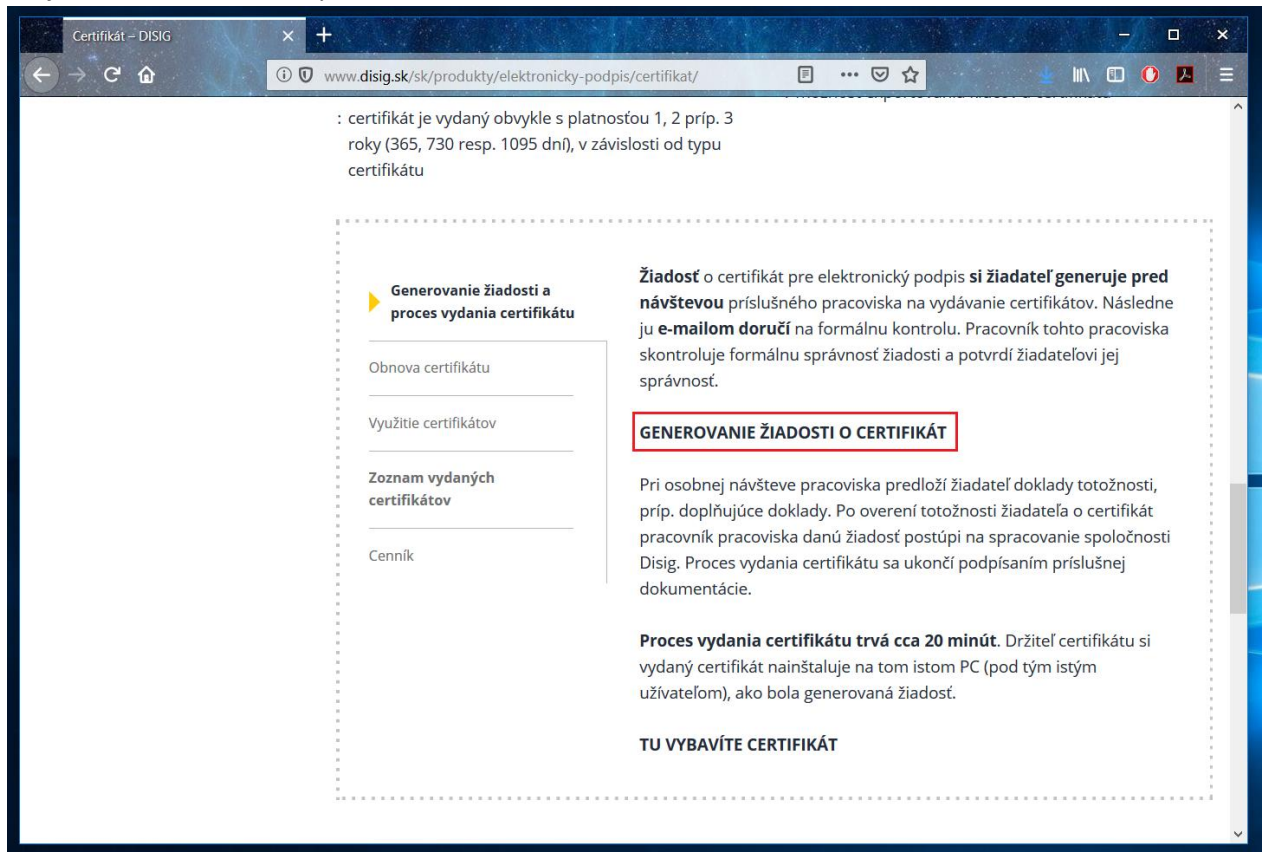 Certifikát – DISIG
www.disig.sk/sk/produkty/elektronicky-podpis/certifikat/
: certifikát je vydaný obvykle s platnosťou 1, 2 príp. 3
roky (365, 730 resp. 1095 dní), v závislosti od typu
certifikátu
Generovanie žiadosti a
proces vydania certifikátu
Obnova certifikátu
Využitie certifikátov
Zoznam vydaných
certifikátov
Cenník
Žiadosť o certifikát pre elektronický podpis si žiadateľ generuje pred
návštevou príslušného pracoviska na vydávanie certifikátov. Následne
ju e-mailom doručí na formálnu kontrolu. Pracovník tohto pracoviska
skontroluje formálnu správnosť žiadosti a potvrdí žiadateľovi jej
správnosť.
GENEROVANIE ŽIADOSTI O CERTIFIKÁT
Pri osobnej návšteve pracoviska predloží žiadateľ doklady totožnosti,
príp. doplňujúce doklady. Po overení totožnosti žiadateľa o certifikát
pracovník pracoviska danú žiadosť postúpi na spracovanie spoločnosti
Disig. Proces vydania certifikátu sa ukončí podpísaním príslušnej
dokumentácie.
Proces vydania certifikátu trvá cca 20 minút. Držiteľ certifikátu si
vydaný certifikát nainštaluje na tom istom PC (pod tým istým
užívateľom), ako bola generovaná žiadosť.
TU VYBAVÍTE CERTIFIKÁT